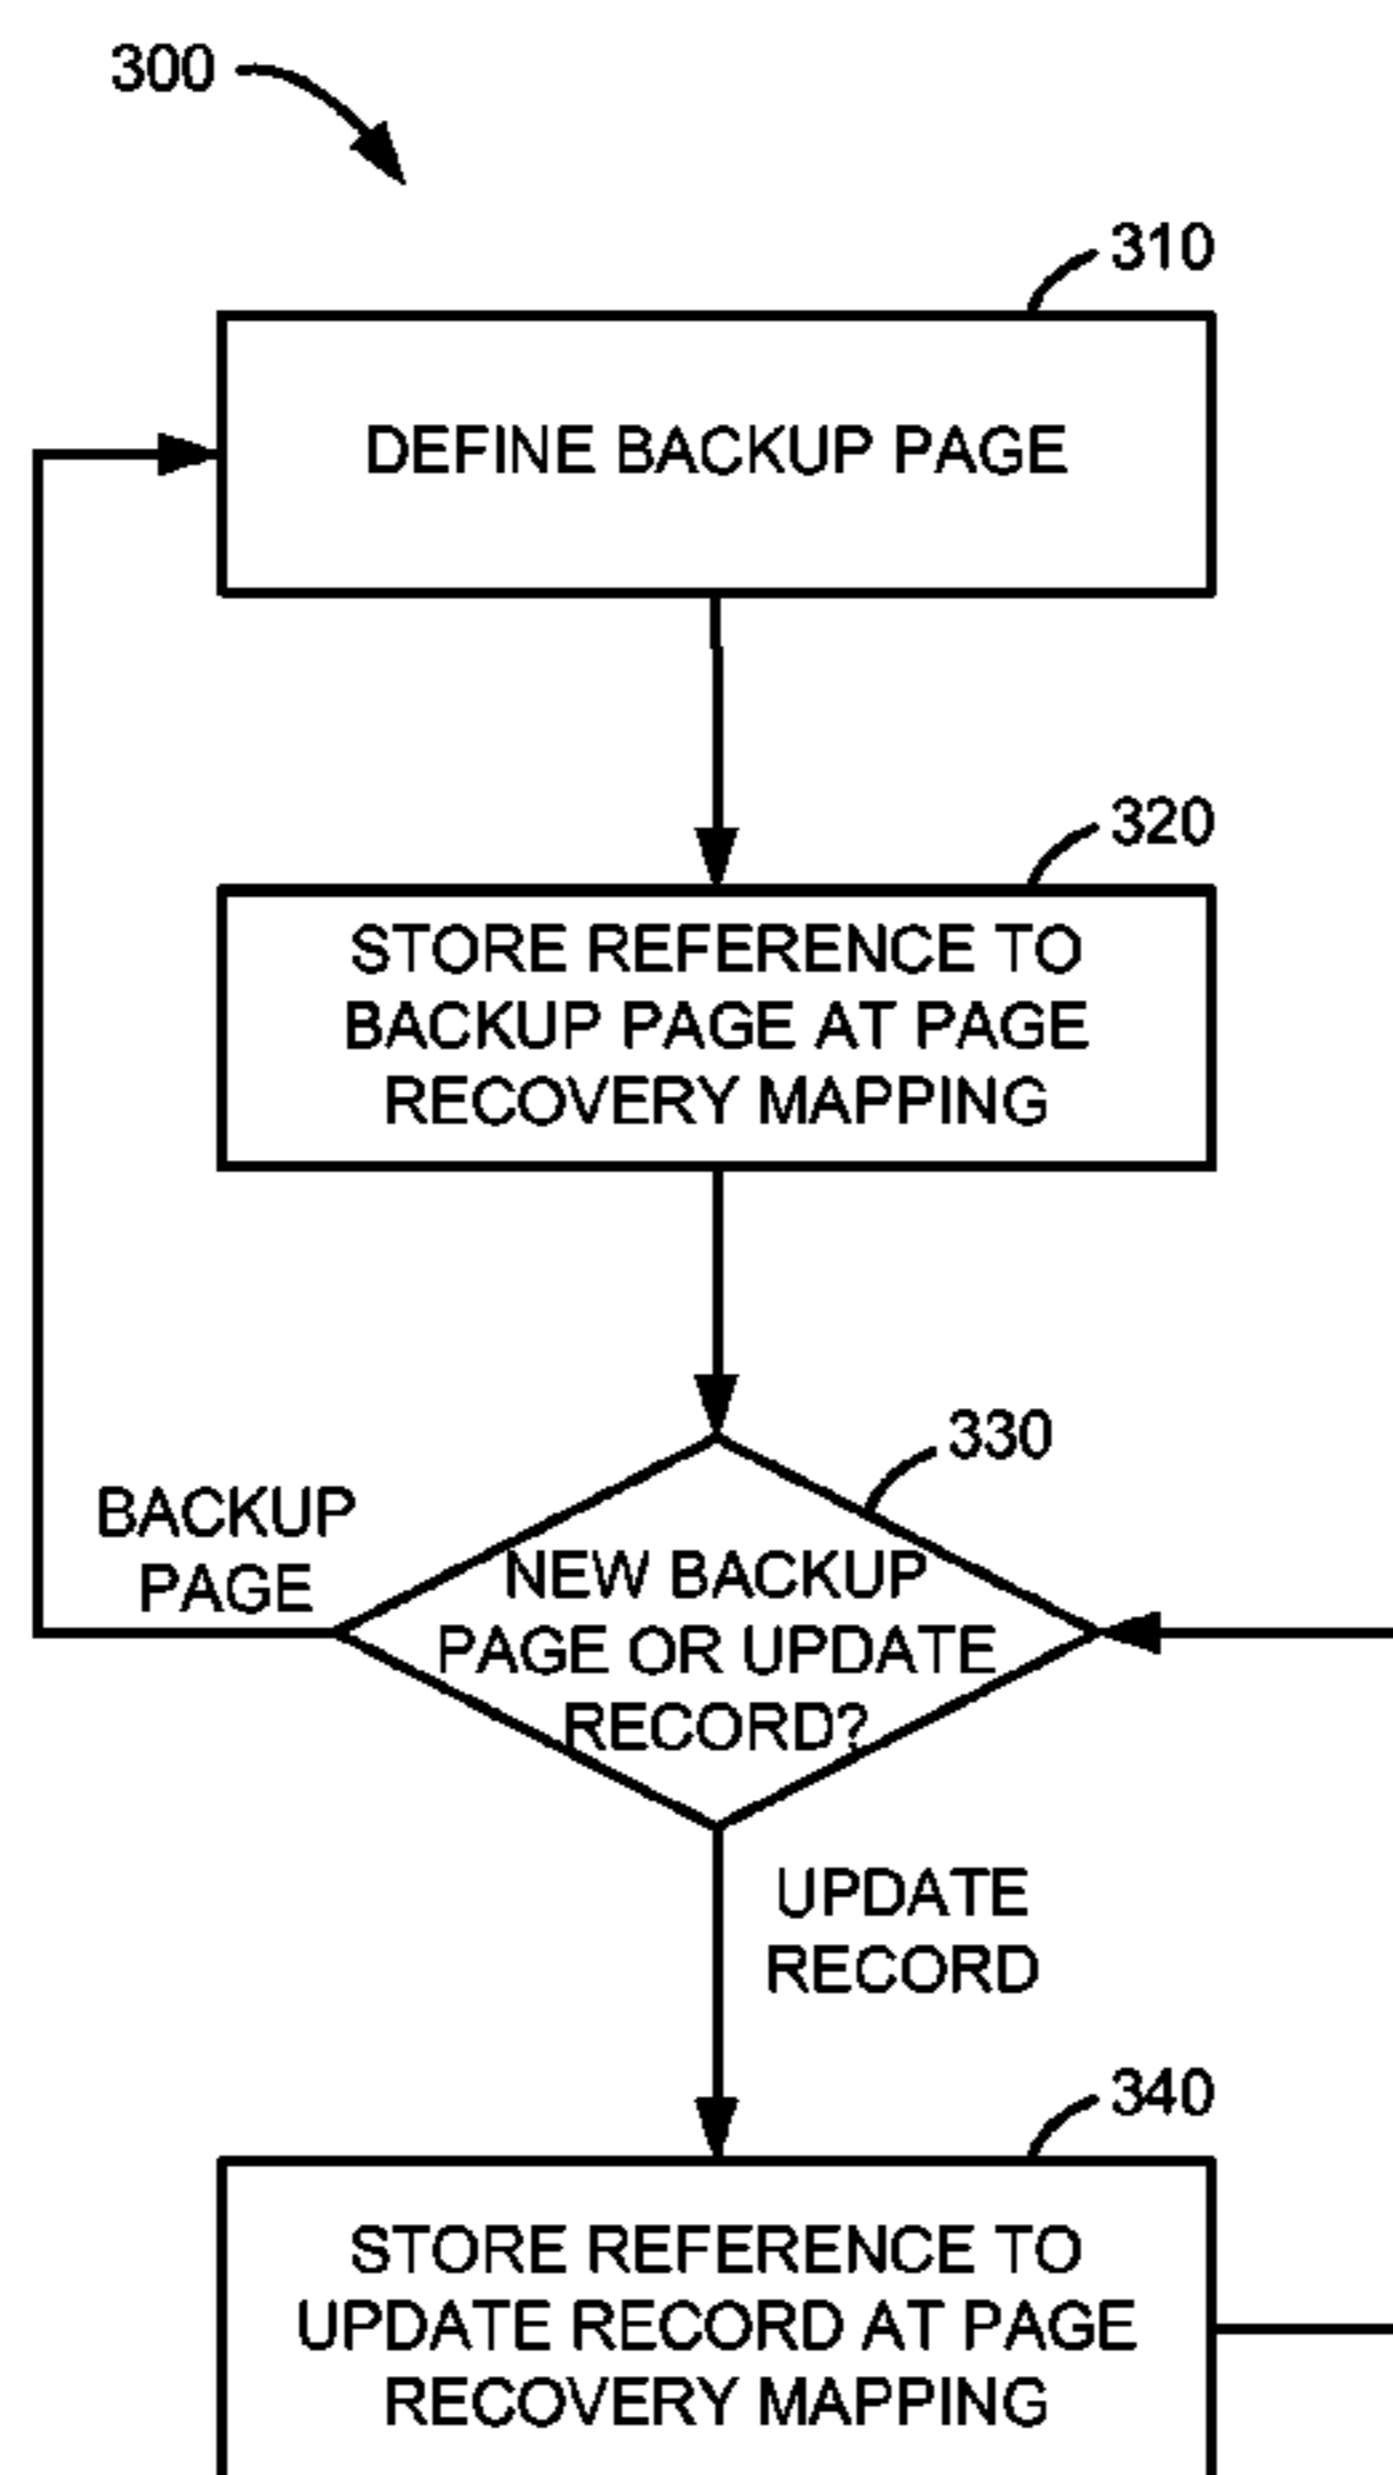 300
310
DEFINE BACKUP PAGE
320
STORE REFERENCE TO
BACKUP PAGE AT PAGE
RECOVERY MAPPING
330
BACKUP
PAGE
NEW BACKUP
PAGE OR UPDATE
RECORD?
UPDATE
RECORD
340
STORE REFERENCE TO
UPDATE RECORD AT PAGE
RECOVERY MAPPING